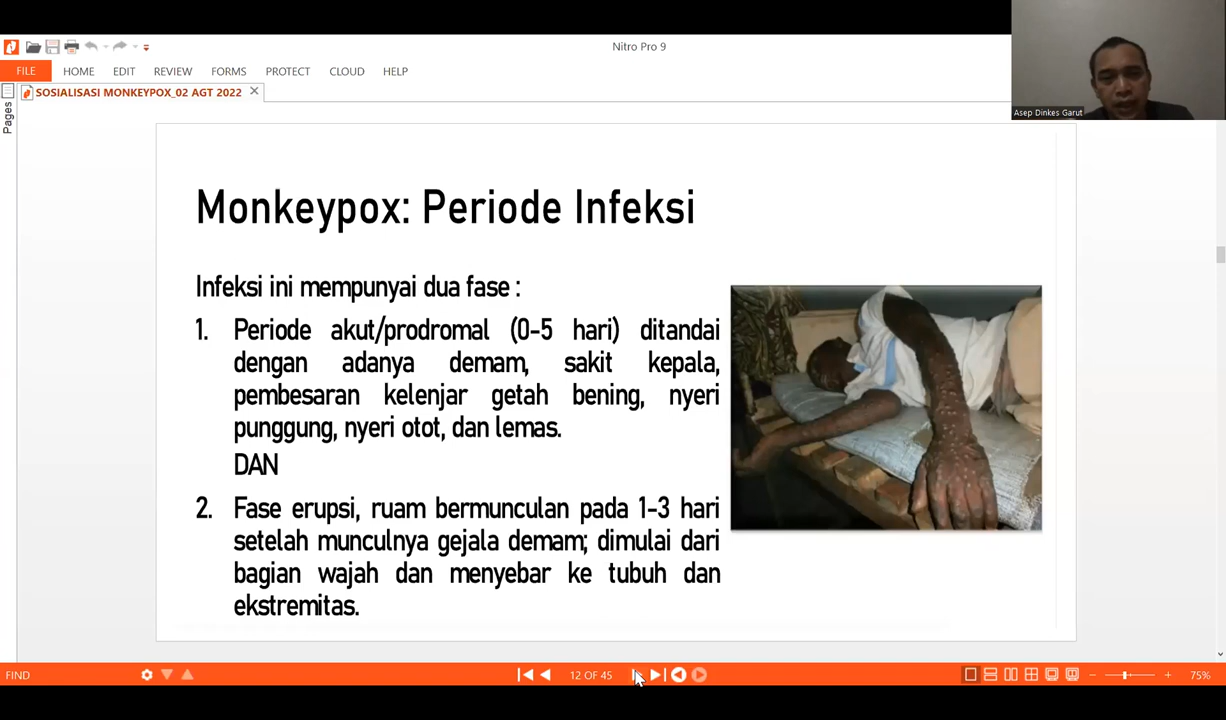 Nitro Pro 9
FILE HOME EDIT REVIEW FORMS PROTECT CLOUD HELP
SOSIALISASI MONKEYPOX_02 AGT 2022
Asep Dinkes Garut
Pages
Monkeypox: Periode Infeksi
Infeksi ini mempunyai dua fase :
1. Periode akut/prodromal (0-5 hari) ditandai
dengan adanya demam, sakit kepala,
pembesaran kelenjar getah bening, nyeri
punggung, nyeri otot, dan lemas.
DAN
2. Fase erupsi, ruam bermunculan pada 1-3 hari
setelah munculnya gejala demam; dimulai dari
bagian wajah dan menyebar ke tubuh dan
ekstremitas.
FIND 12 OF 45 75%